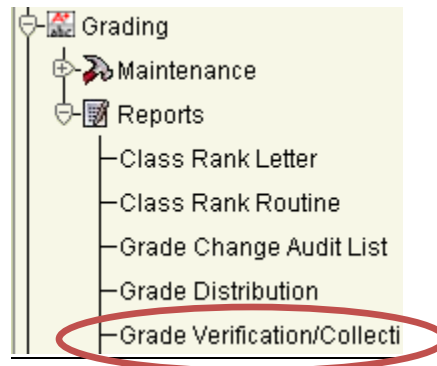 Grading
Maintenance
Reports
Class Rank Letter
Class Rank Routine
Grade Change Audit List
Grade Distribution
Grade Verification/Collecti